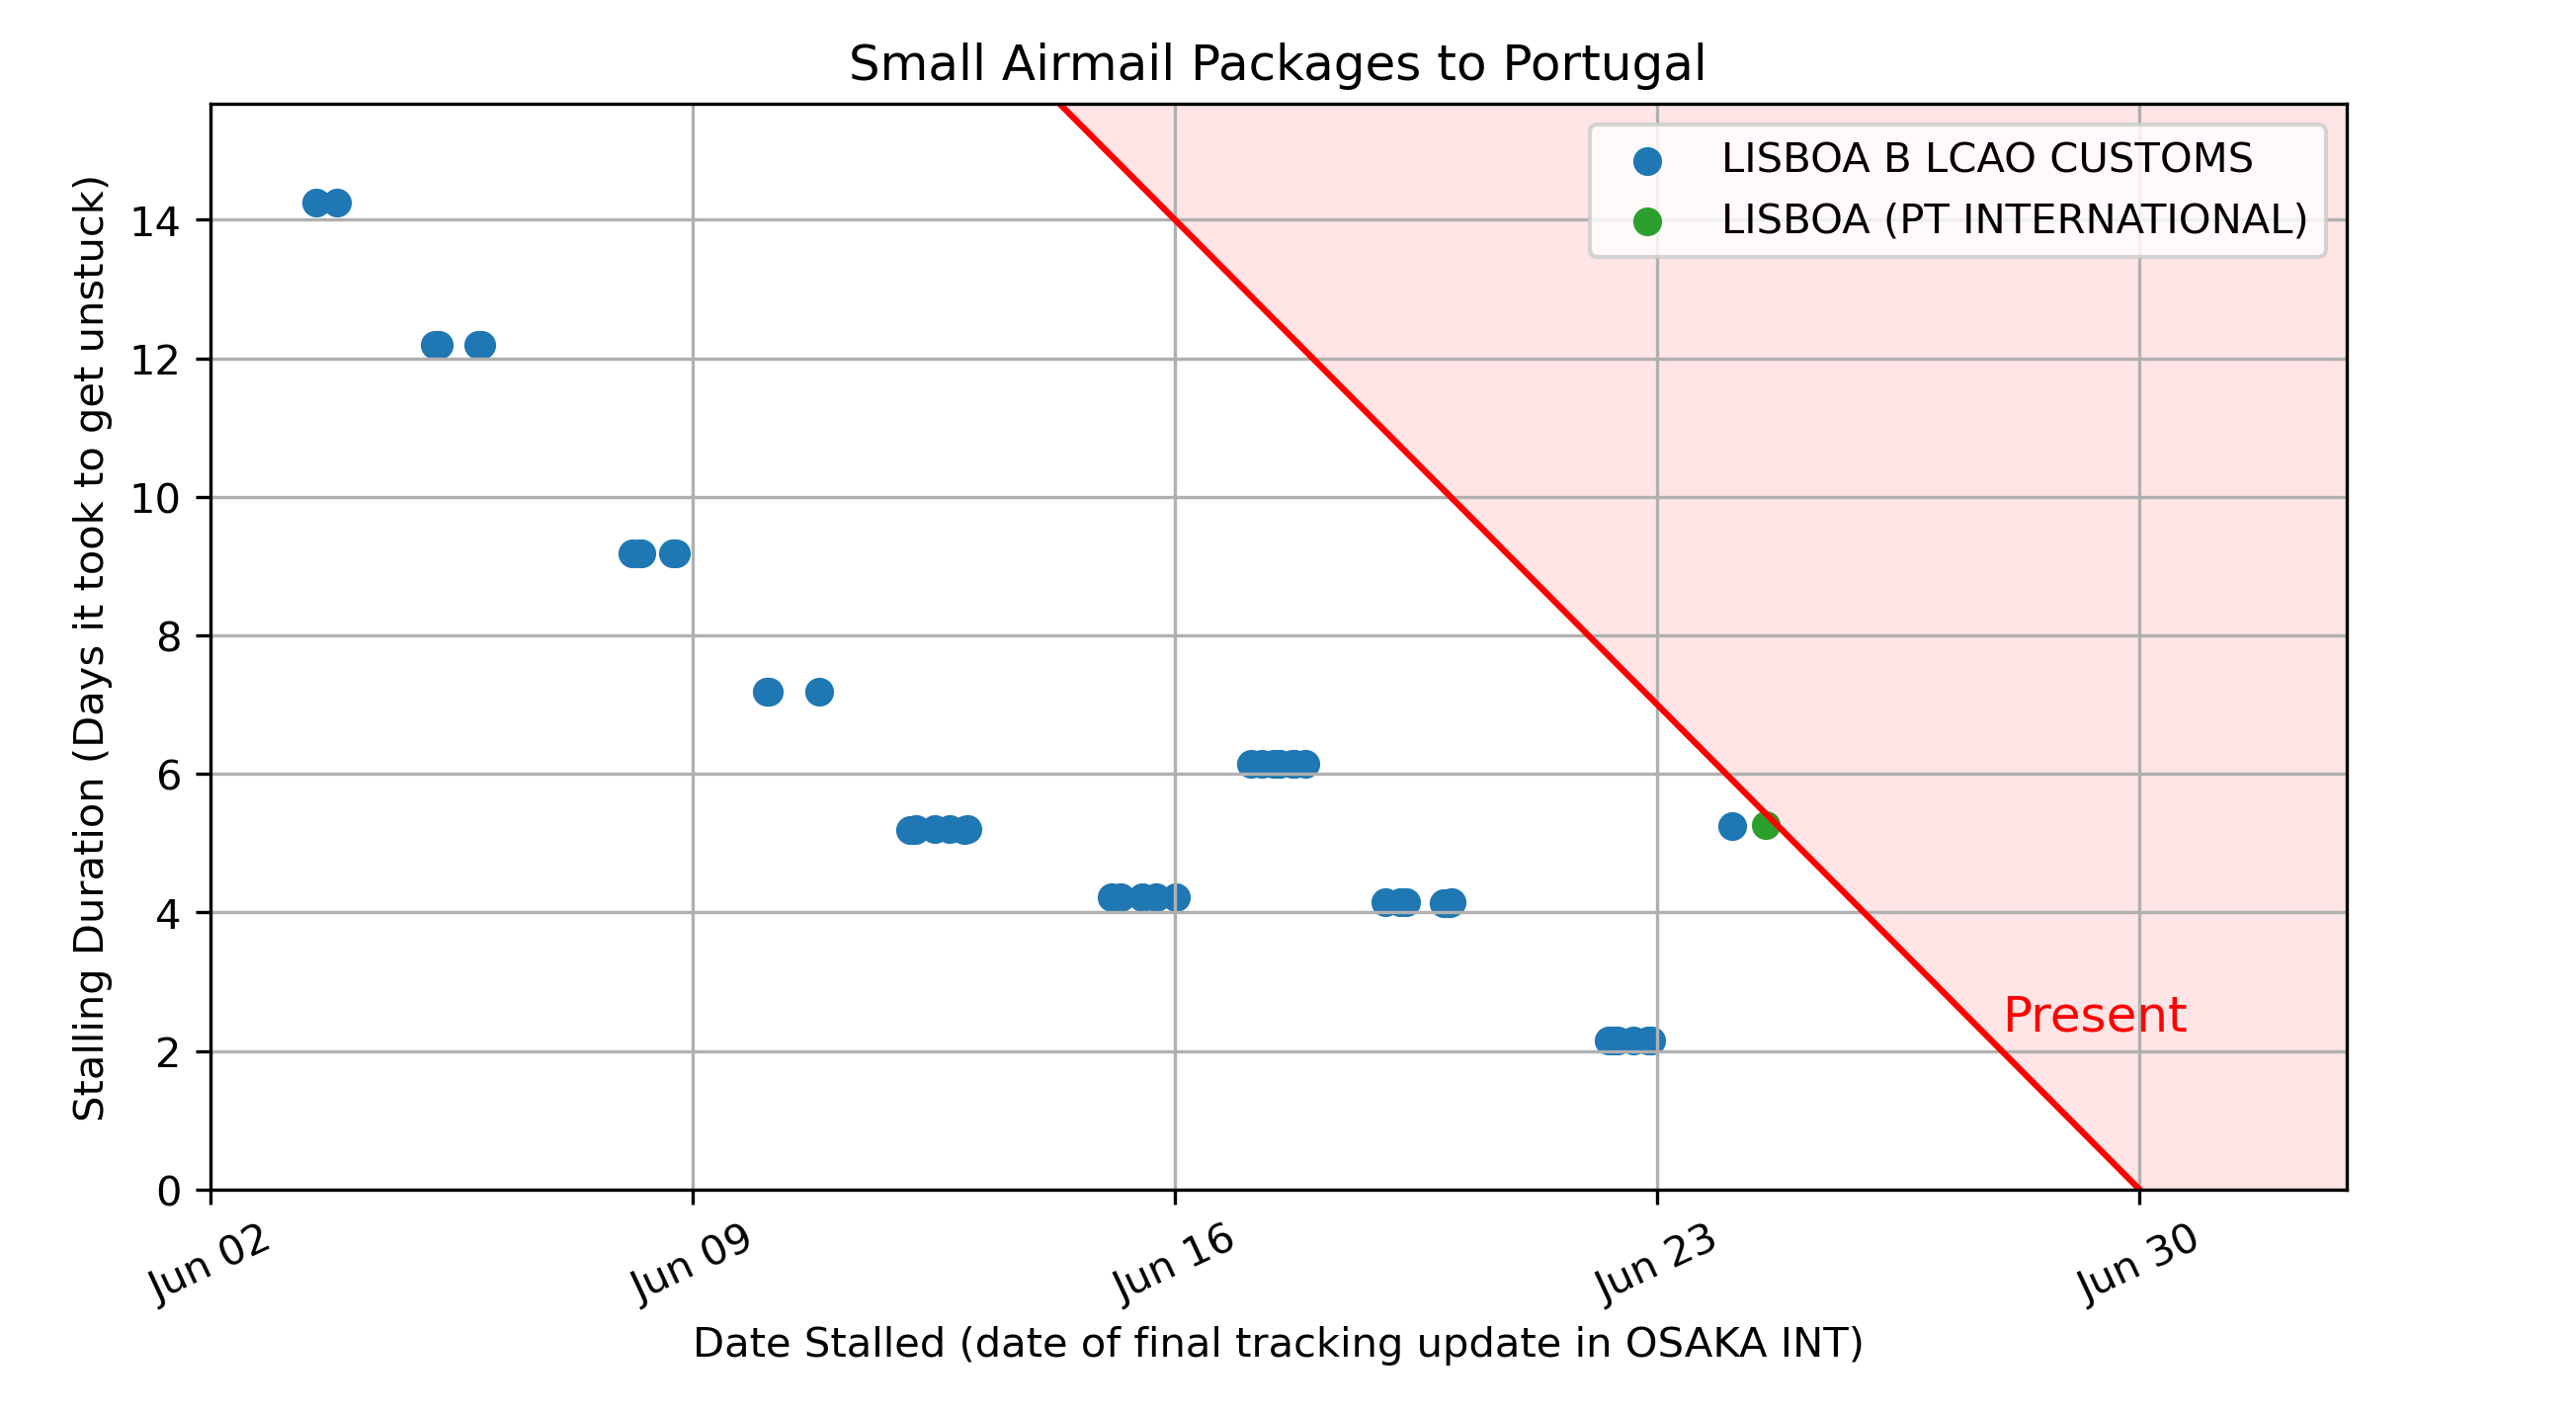 Small Airmail Packages to Portugal
LISBOA B LCAO CUSTOMS
LISBOA (PT INTERNATIONAL)
Stalling Duration (Days it took to get unstuck)
14
12
10
8
6
4
2
0
Present
Jun 02
Jun 09
Jun 16
Jun 23
Jun 30
Date Stalled (date of final tracking update in OSAKA INT)